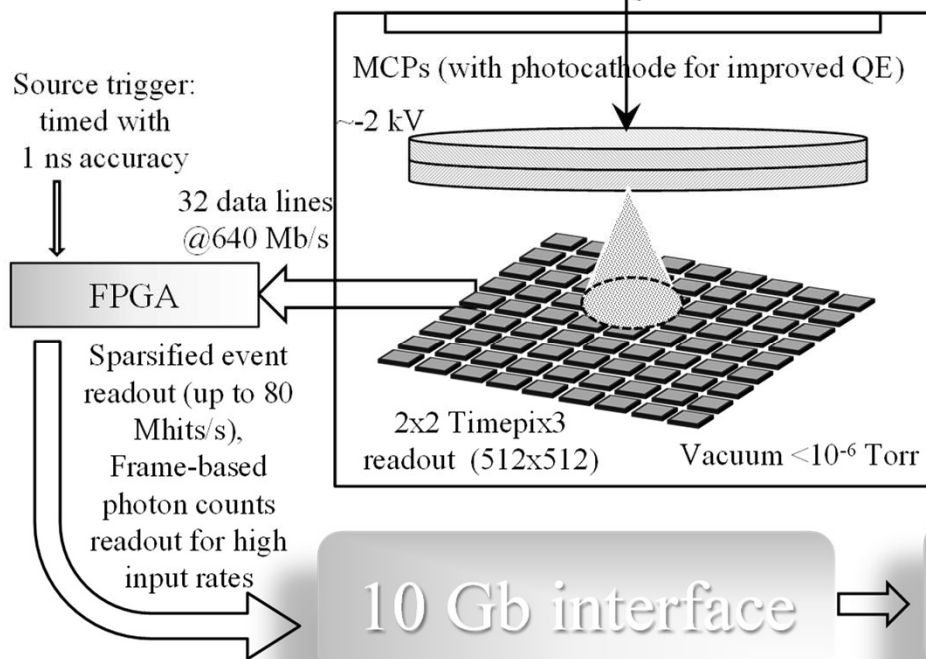 MCPs (with photocathode for improved QE)
~-2 kV
Source trigger:
timed with
1 ns accuracy
32 data lines
@640 Mb/s
FPGA
Sparsified event
readout (up to 80
Mhits/s),
Frame-based
photon counts
readout for high
input rates
2x2 Timepix3
readout (512x512)
Vacuum <10⁻⁶ Torr
10 Gb interface